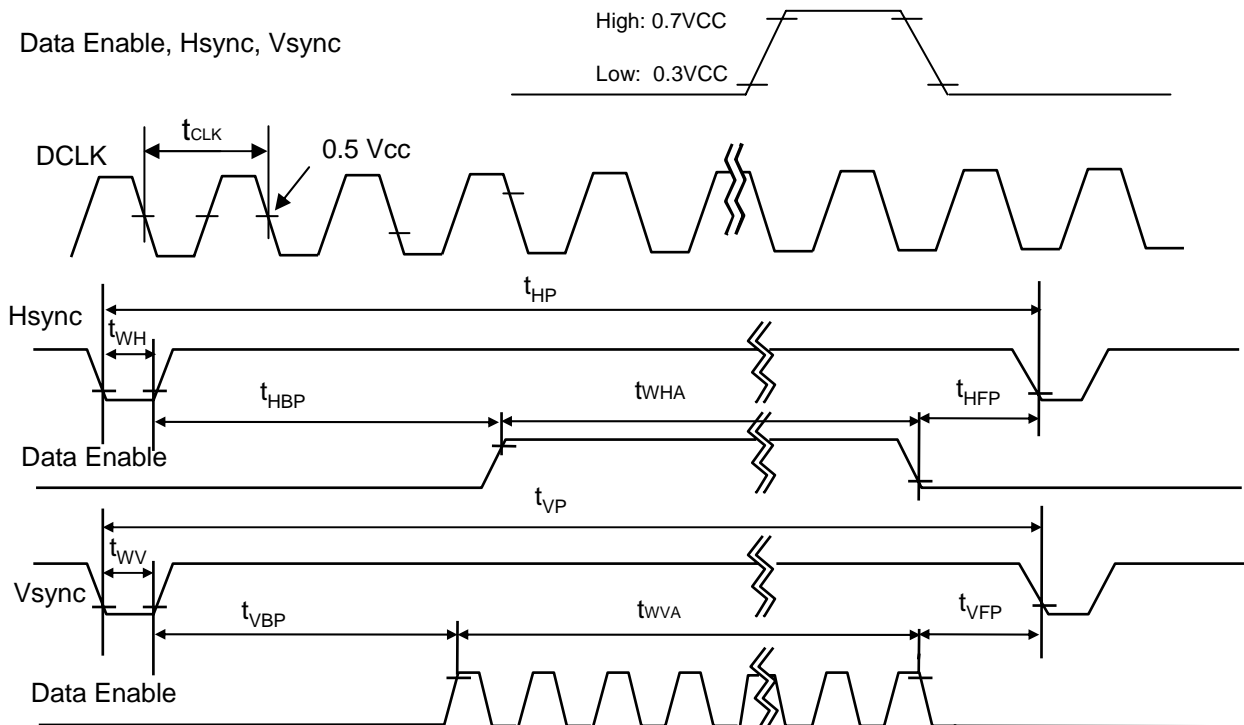 High: 0.7VCC
Data Enable, Hsync, Vsync
Low: 0.3VCC
tCLK
DCLK
0.5 Vcc
tHP
Hsync
tWH
tHBP
tWHA
tHFP
Data Enable
tVP
tWV
Vsync
tVBP
tWVA
tVFP
Data Enable